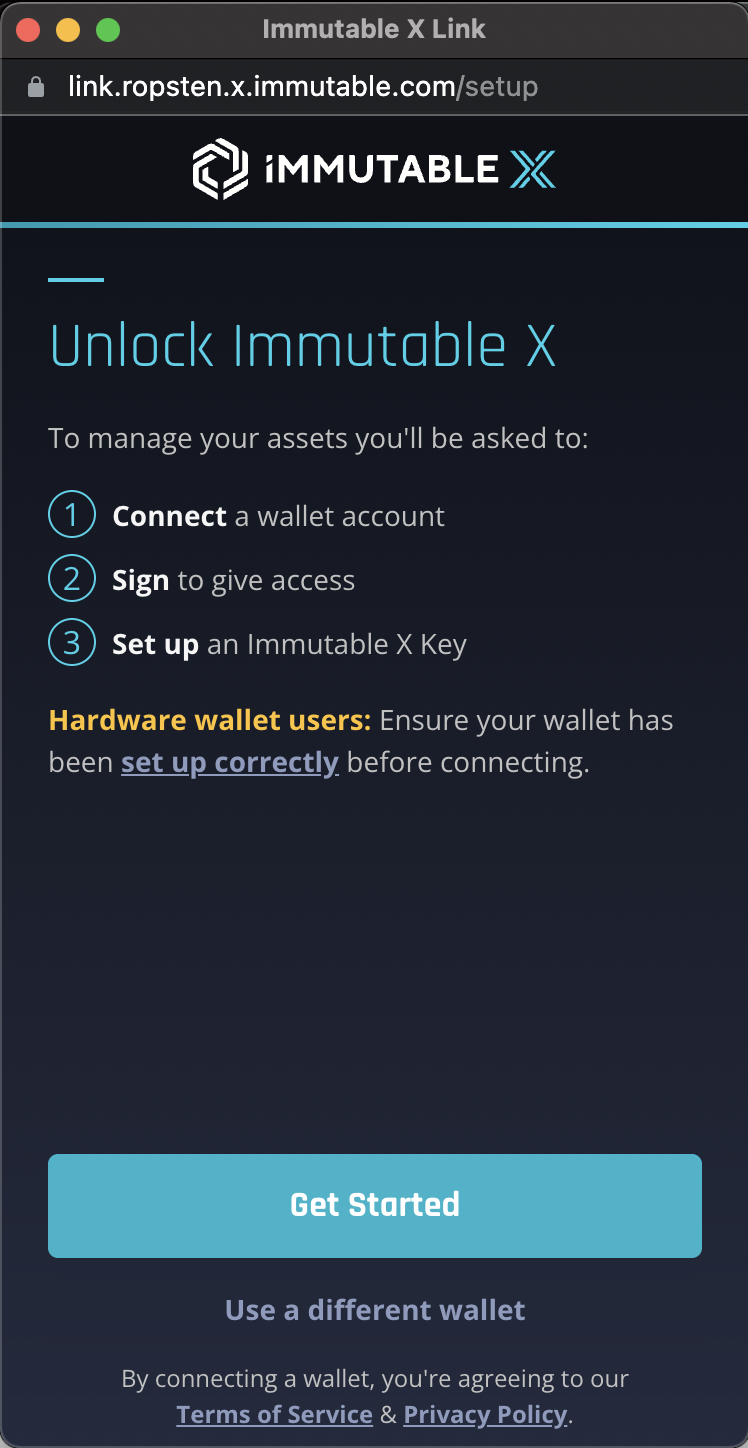 Immutable X Link
link.ropsten.x.immutable.com/setup
iMMUTABLE X
Unlock Immutable X
To manage your assets you'll be asked to:
1 Connect a wallet account
2 Sign to give access
3 Set up an Immutable X Key
Hardware wallet users: Ensure your wallet has
been set up correctly before connecting.
Get Started
Use a different wallet
By connecting a wallet, you're agreeing to our
Terms of Service & Privacy Policy.